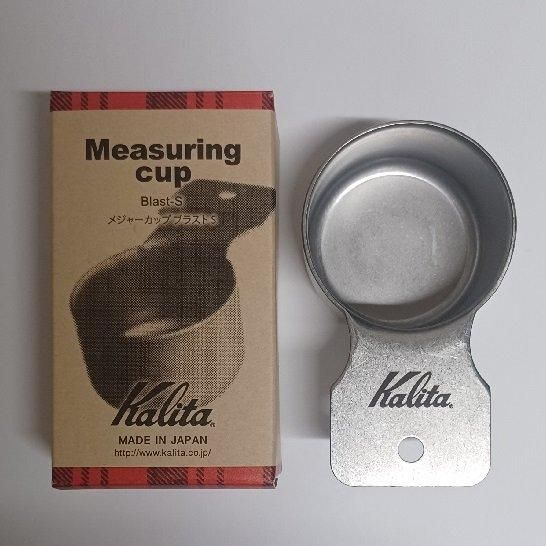 Measuring
cup
Blast-S
メジャーカップ ブラスト S
Kalita®
MADE IN JAPAN
http://www.kalita.co.jp/
Kalita®